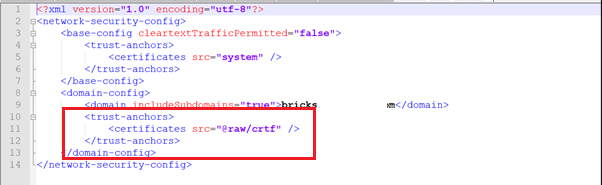 1 <?xml version="1.0" encoding="utf-8"?>
2 <network-security-config>
3 <base-config cleartextTrafficPermitted="false">
4 <trust-anchors>
5 <certificates src="system" />
6 </trust-anchors>
7 </base-config>
8 <domain-config>
9 <domain includeSubdomains="true">bricks. m</domain>
10 <trust-anchors>
11 <certificates src="@raw/crtf" />
12 </trust-anchors>
13 </domain-config>
14 </network-security-config>